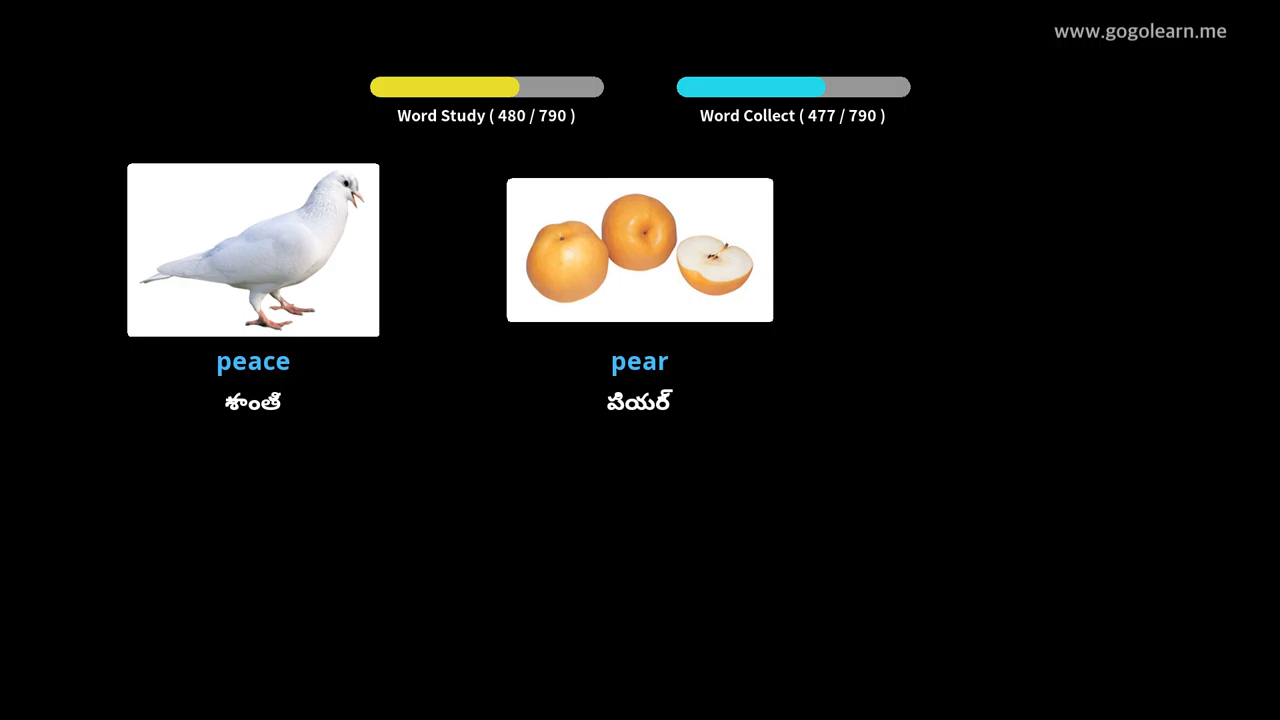 www.gogolearn.me
Word Study ( 480 / 790 )
Word Collect ( 477 / 790 )
peace
శాంతి
pear
పియర్